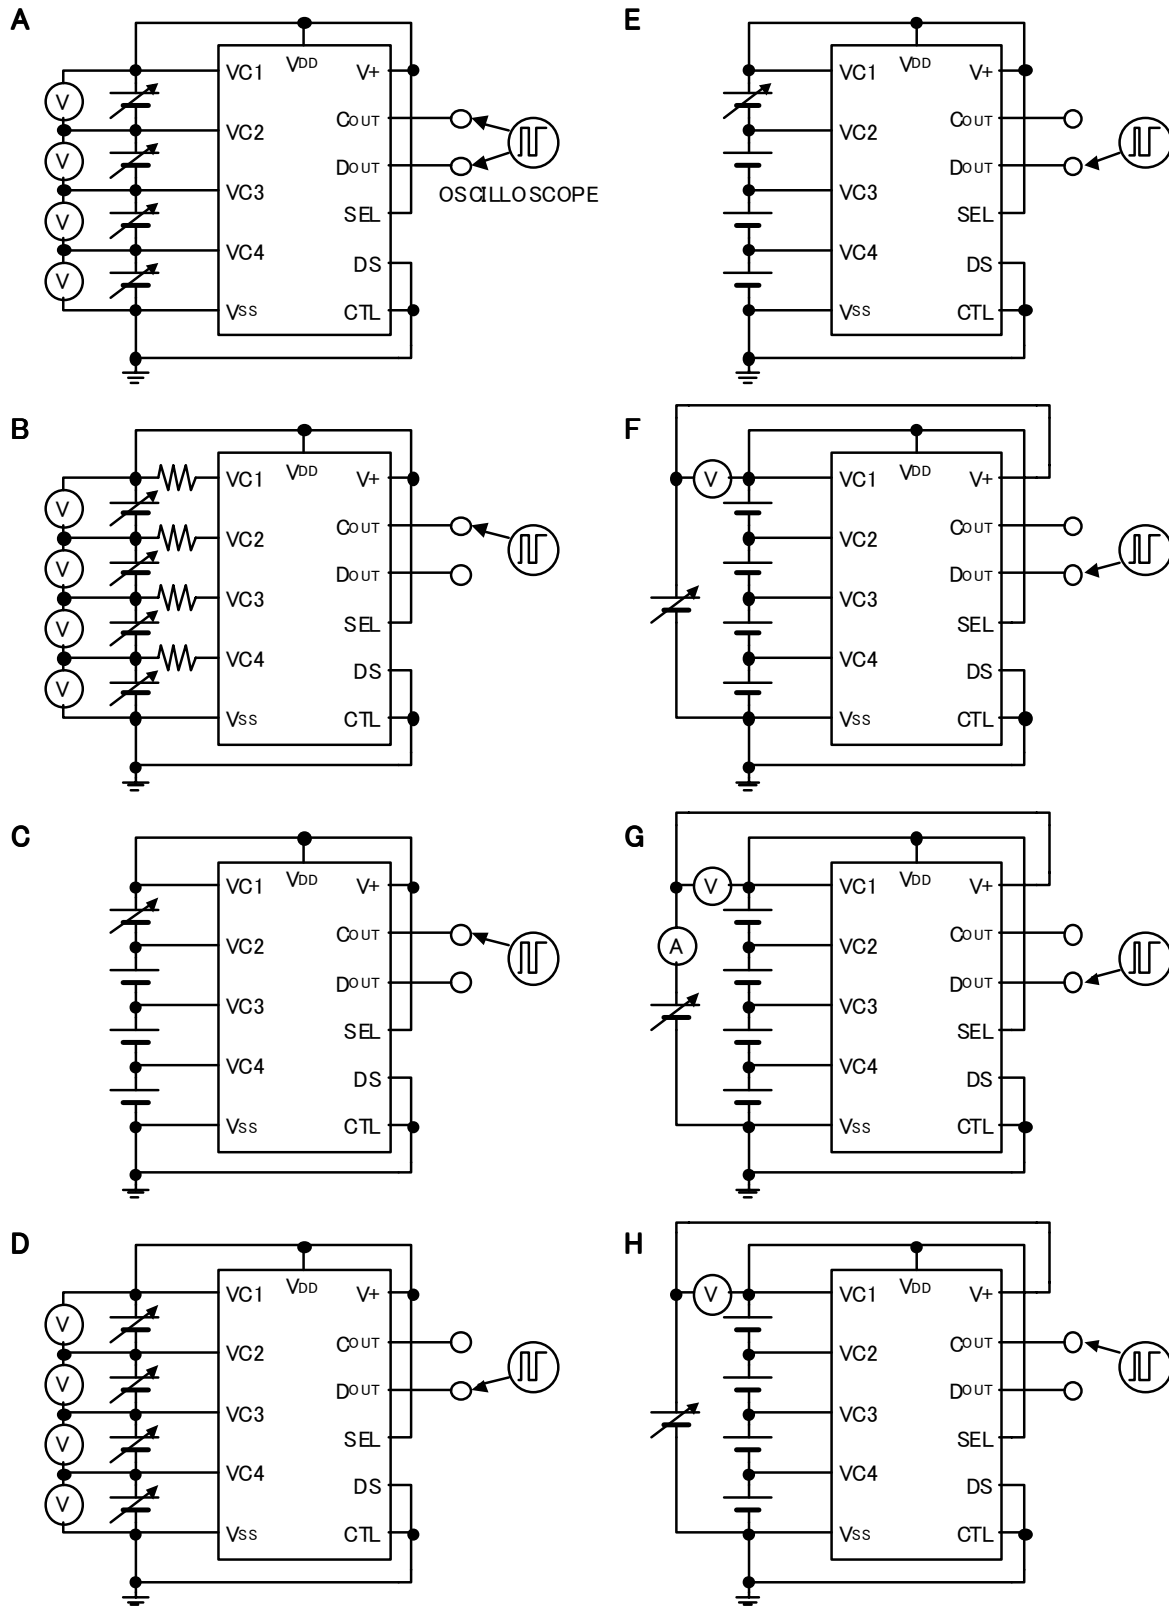 A
VDD
VC1
V+
V
COUT
VC2
V
DOUT
VC3
OSCILLOSCOPE
V
SEL
VC4
DS
V
VSS
CTL
E
VDD
VC1
V+
COUT
VC2
DOUT
VC3
SEL
VC4
DS
VSS
CTL
B
VDD
VC1
V+
V
COUT
VC2
V
DOUT
VC3
V
SEL
VC4
DS
V
VSS
CTL
F
VDD
V
VC1
V+
COUT
VC2
DOUT
VC3
SEL
VC4
DS
VSS
CTL
C
VDD
VC1
V+
COUT
VC2
DOUT
VC3
SEL
VC4
DS
VSS
CTL
G
VDD
V
VC1
V+
COUT
A
VC2
DOUT
VC3
SEL
VC4
DS
VSS
CTL
D
VDD
VC1
V+
V
COUT
VC2
V
DOUT
VC3
V
SEL
VC4
DS
V
VSS
CTL
H
VDD
V
VC1
V+
COUT
VC2
DOUT
VC3
SEL
VC4
DS
VSS
CTL